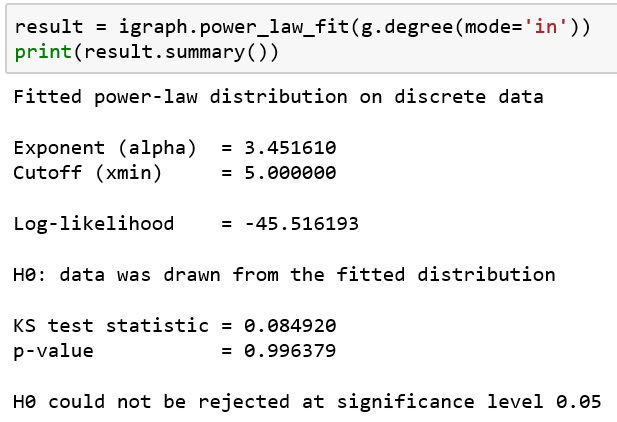 result = igraph.power_law_fit(g.degree(mode='in'))
print(result.summary())
Fitted power-law distribution on discrete data
Exponent (alpha) = 3.451610
Cutoff (xmin) = 5.000000
Log-likelihood = -45.516193
H0: data was drawn from the fitted distribution
KS test statistic = 0.084920
p-value = 0.996379
H0 could not be rejected at significance level 0.05